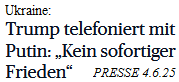 Ukraine:
Trump telefoniert mit
Putin: „Kein sofortiger
Frieden“ PRESSE 4.6.25